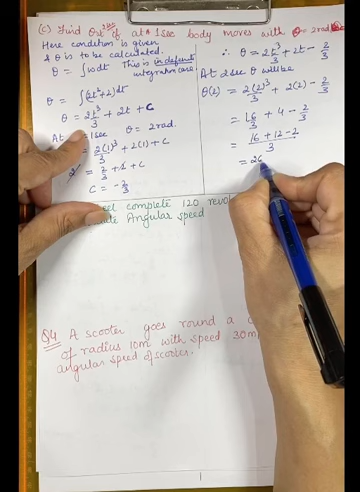 (c) Find θ at 2sec if at 1sec body moves with θ = 2rad
Here condition is given
& θ is to be calculated.
θ = ∫ωdt This is indefinite
integration case
θ = ∫(2t²+2)dt
θ = 2t³/3 + 2t + C
At 1sec θ = 2rad.
2(1)³/3 + 2(1) + C
2/3 + 2 + C
C = -2/3
∴ θ = 2t³/3 + 2t - 2/3
At 2sec θ will be
θ(2) = 2(2)³/3 + 2(2) - 2/3
= 16/3 + 4 - 2/3
= 16+12-2/3
= 26
complete 120
Angular speed
Q4 A scooter goes round a
of radius 10m with speed 30m
angular speed of scooter.